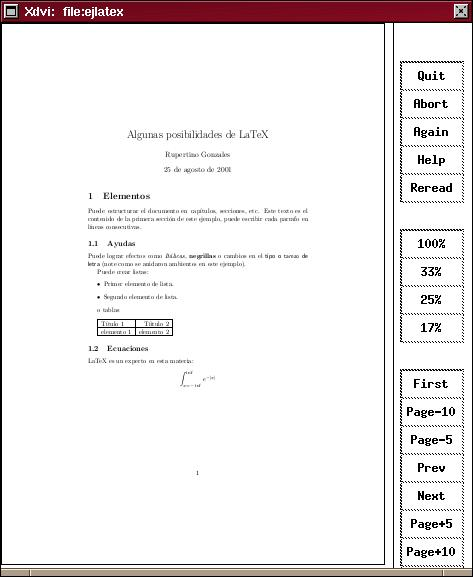 Xdvi: file:ejlatex
Algunas posibilidades de LaTeX
Rupertino Gonzales
25 de agosto de 2001
1 Elementos
Puede estructurar el documento en capítulos, secciones, etc. Este texto es el
contenido de la primera sección de este ejemplo, puede escribir cada parrafo en
líneas consecutivas.
1.1 Ayudas
Puede lograr efectos como Itálicas, negrillas o cambios en el tipo o
letra (note como se anidaron ambientes en este ejemplo).
Puede crear listas:
• Primer elemento de lista.
• Segundo elemento de lista.
o tablas
Título 1 Título 2
elemento 1 elemento 2
1.2 Ecuaciones
LaTeX es un experto en esta materia:
∫ inf x=−inf e−|x|
1
Quit
Abort
Again
Help
Reread
100%
33%
25%
17%
First
Page-10
Page-5
Prev
Next
Page+5
Page+10